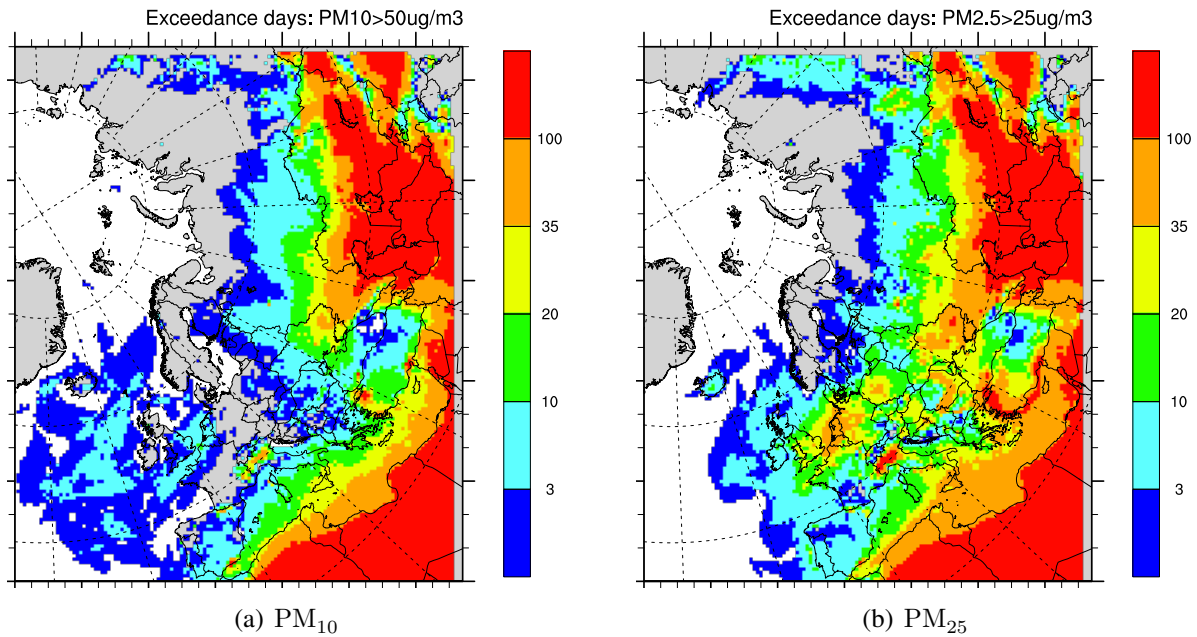 Exceedance days: PM10>50ug/m3
100
35
20
10
3
(a) PM₁₀
Exceedance days: PM2.5>25ug/m3
100
35
20
10
3
(b) PM₂₅